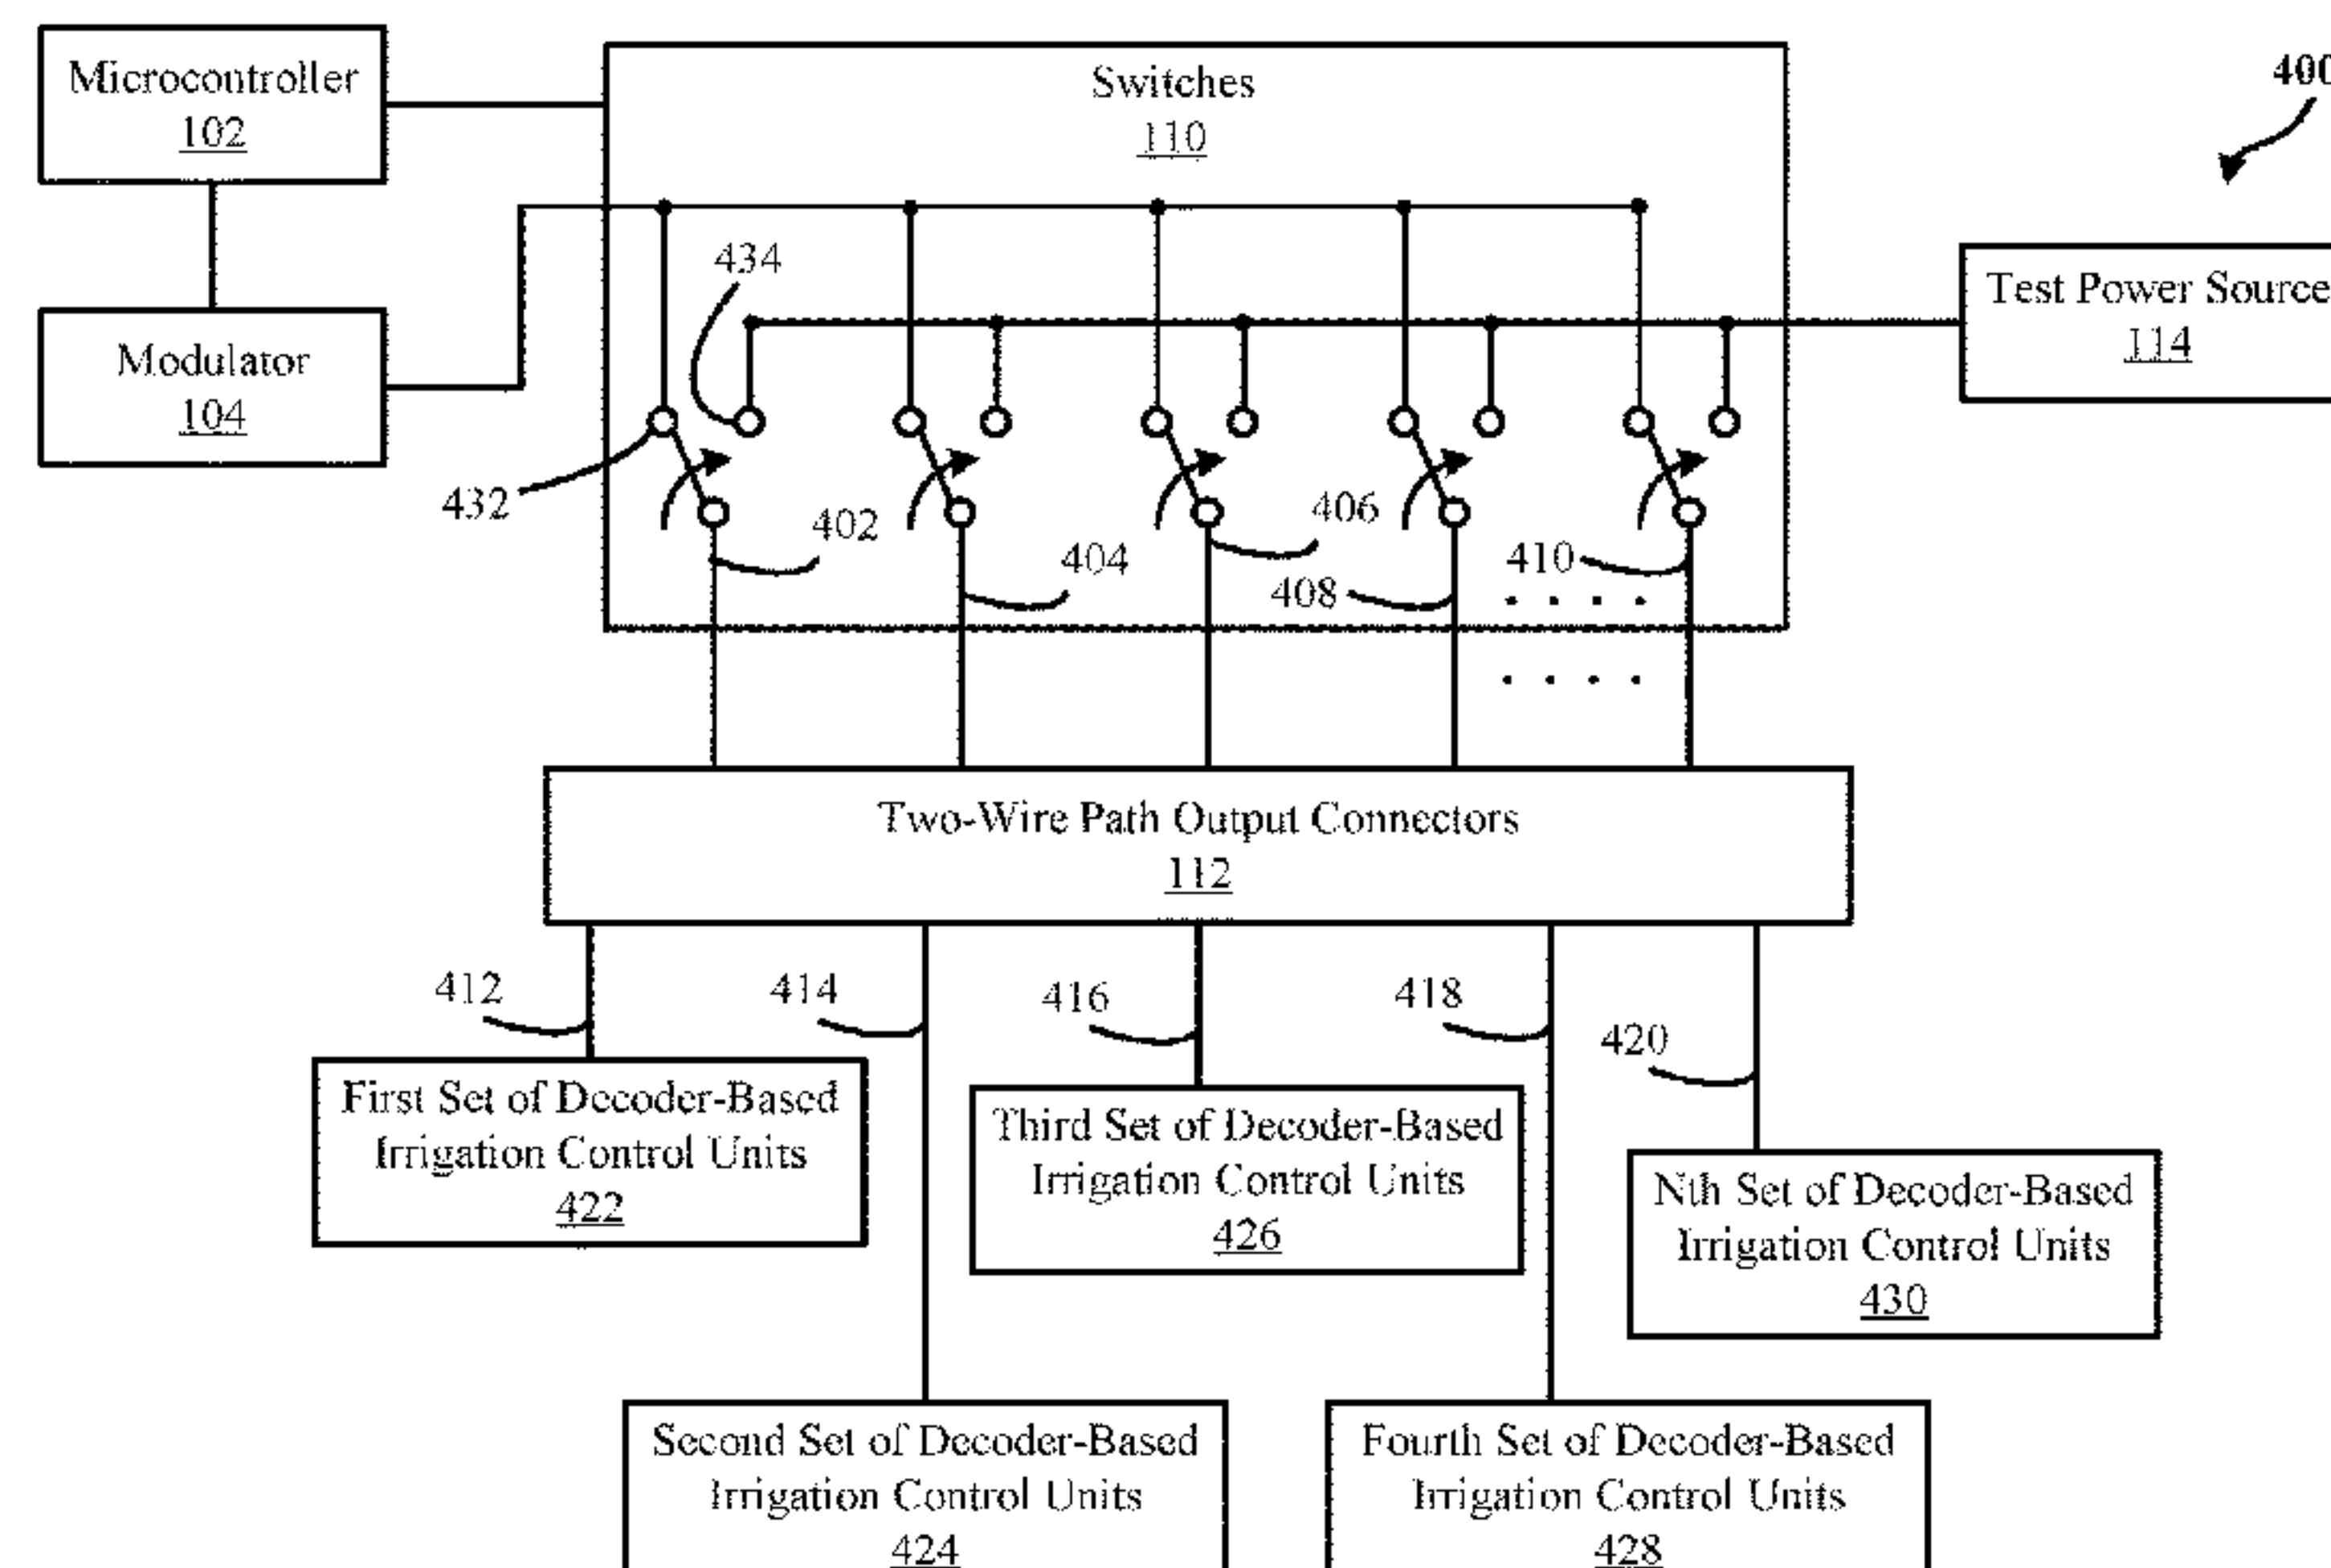 Microcontroller
102
Switches
110
400
434
Test Power Source
114
Modulator
104
432
402
406
404
410
408
Two-Wire Path Output Connectors
112
412
414
416
418
420
First Set of Decoder-Based
Irrigation Control Units
422
Third Set of Decoder-Based
Irrigation Control Units
426
Nth Set of Decoder-Based
Irrigation Control Units
430
Second Set of Decoder-Based
Irrigation Control Units
424
Fourth Set of Decoder-Based
Irrigation Control Units
428